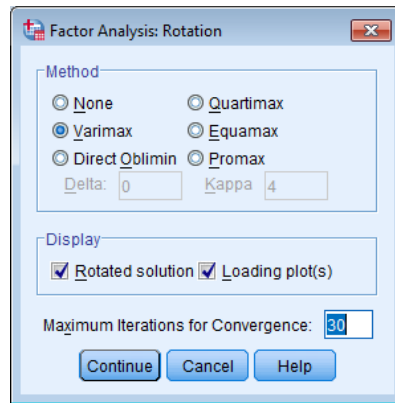 Factor Analysis: Rotation
Method
None Quartimax
Varimax Equamax
Direct Oblimin Promax
Delta: 0 Kappa 4
Display
Rotated solution Loading plot(s)
Maximum Iterations for Convergence: 30
Continue Cancel Help